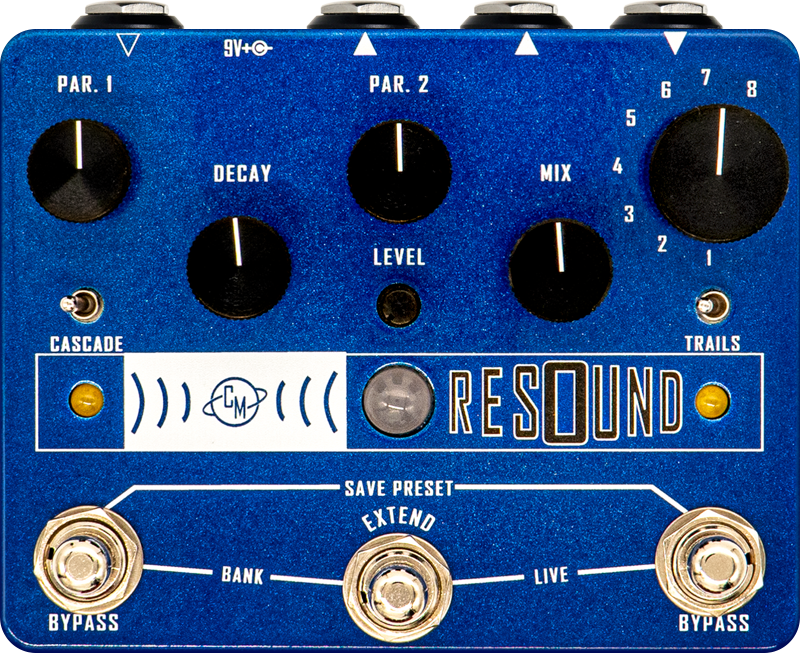 9V+
PAR. 1
PAR. 2
DECAY
MIX
1
2
3
4
5
6
7
8
LEVEL
CASCADE
TRAILS
CM
RESOUND
SAVE PRESET
EXTEND
BANK
LIVE
BYPASS
BYPASS